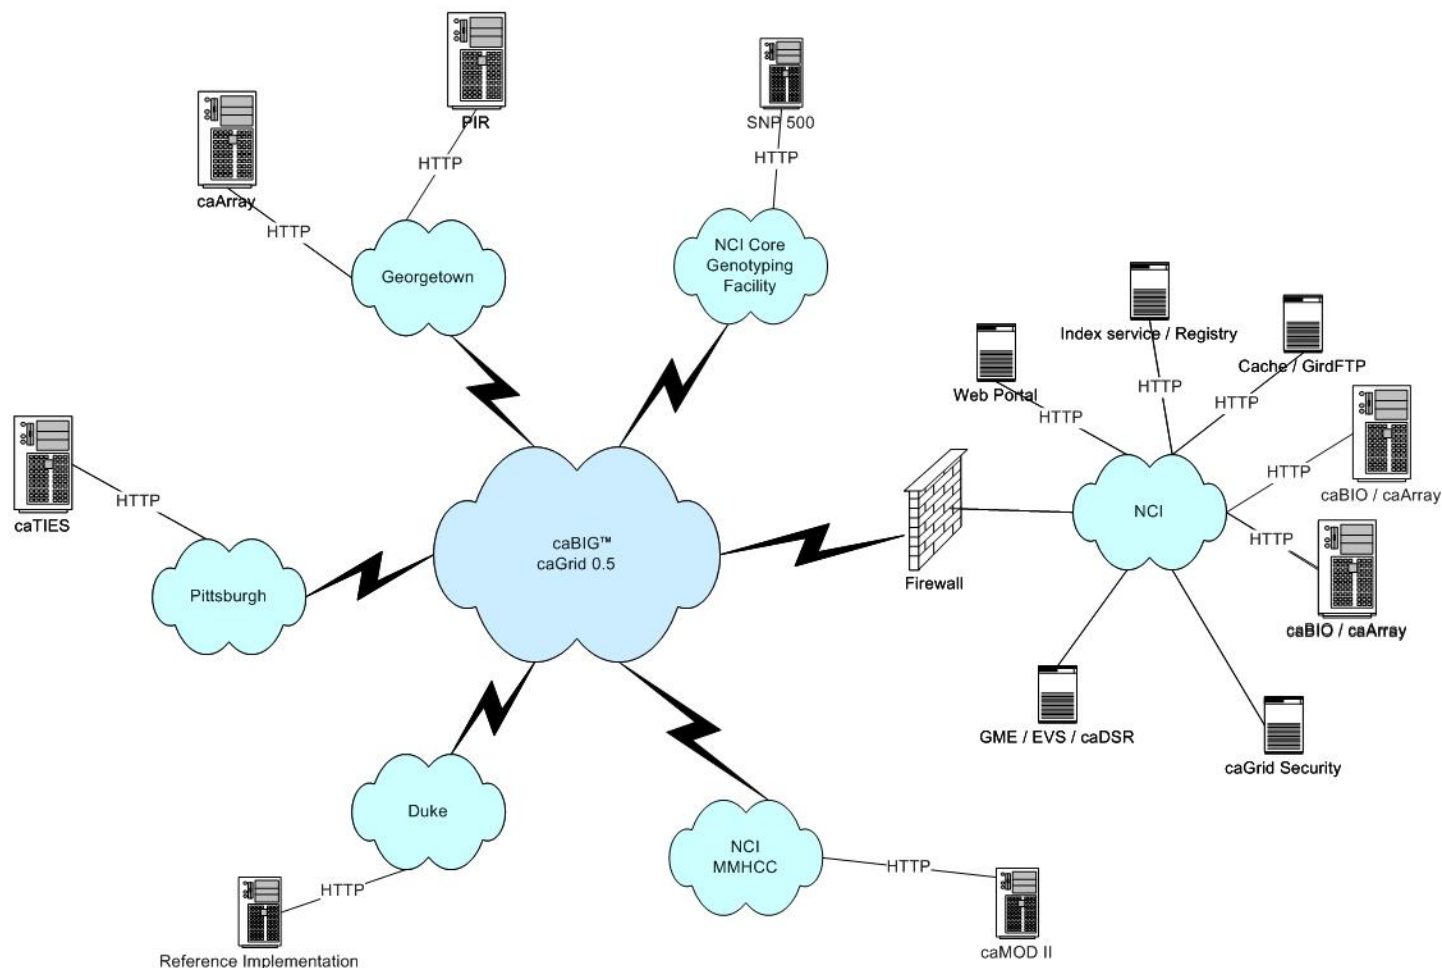 PIR
SNP 500
HTTP
HTTP
caArray
HTTP
NCI Core
Genotyping
Facility
Georgetown
Index service / Registry
Cache / GirdFTP
HTTP
Web Portal
HTTP
HTTP
HTTP
caBIO / caArray
HTTP
caTIES
NCI
HTTP
caBIG™
caGrid 0.5
Firewall
Pittsburgh
caBIO / caArray
GME / EVS / caDSR
caGrid Security
Duke
NCI
MMHCC
HTTP
HTTP
caMOD II
Reference Implementation